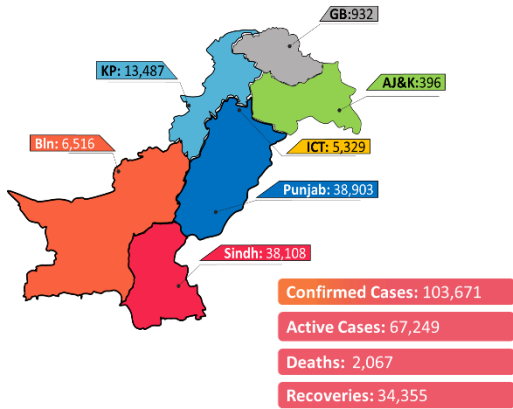 GB:932
KP: 13,487
AJ&K:396
Bln: 6,516
ICT: 5,329
Punjab: 38,903
Sindh: 38,108
Confirmed Cases: 103,671
Active Cases: 67,249
Deaths: 2,067
Recoveries: 34,355